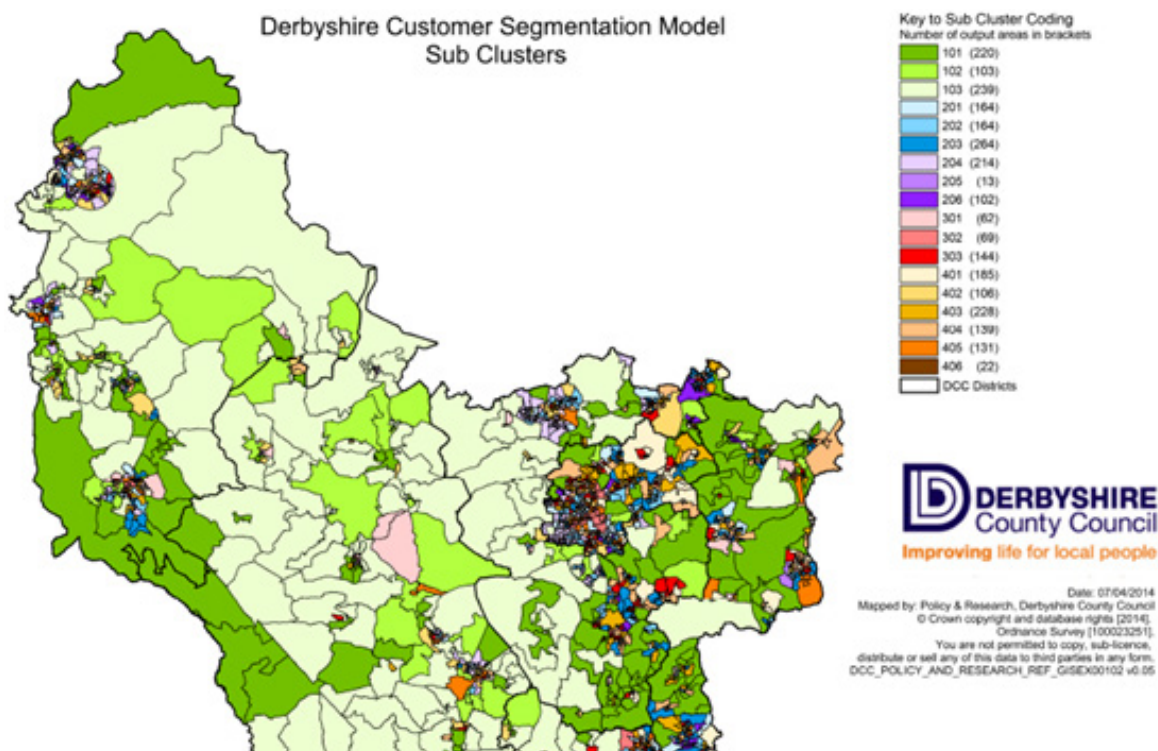 Derbyshire Customer Segmentation Model
Sub Clusters
Key to Sub Cluster Coding
Number of output areas in brackets
101 (220)
102 (103)
103 (239)
201 (164)
202 (164)
203 (264)
204 (214)
205 (13)
206 (102)
301 (62)
302 (69)
303 (144)
401 (185)
402 (106)
403 (228)
404 (139)
405 (131)
406 (22)
DCC Districts
DERBYSHIRE
County Council
Improving life for local people
Date: 07/04/2014
Mapped by: Policy & Research, Derbyshire County Council
© Crown copyright and database rights [2014].
Ordnance Survey [100023251].
You are not permitted to copy, sub-licence,
distribute or sell any of this data to third parties in any form.
DCC_POLICY_AND_RESEARCH_REF_GISEX00102 v0.05